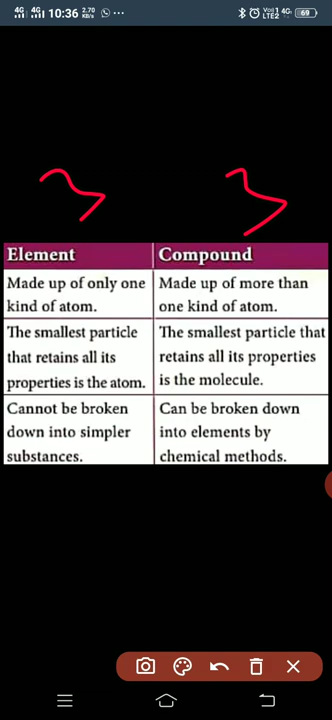 4G 4G 10:36 2.70 KB/s ... Vo) 1 LTE2 4G 69
Element Compound
Made up of only one Made up of more than
kind of atom. one kind of atom.
The smallest particle The smallest particle that
that retains all its retains all its properties
properties is the atom. is the molecule.
Cannot be broken Can be broken down
down into simpler into elements by
substances. chemical methods.